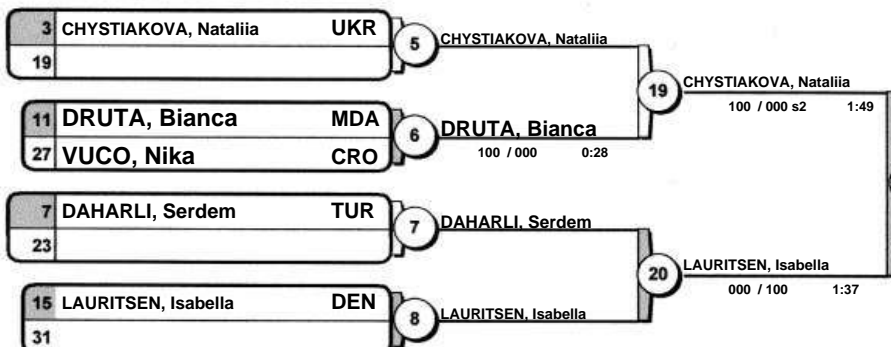 3 CHYSTIAKOVA, Nataliia UKR
19
5
CHYSTIAKOVA, Nataliia
11 DRUTA, Bianca MDA
27 VUCO, Nika CRO
6
DRUTA, Bianca
100 / 000 0:28
19
CHYSTIAKOVA, Nataliia
100 / 000 s2 1:49
7 DAHARLI, Serdem TUR
23
7
DAHARLI, Serdem
15 LAURITSEN, Isabella DEN
31
8
LAURITSEN, Isabella
20
LAURITSEN, Isabella
000 / 100 1:37